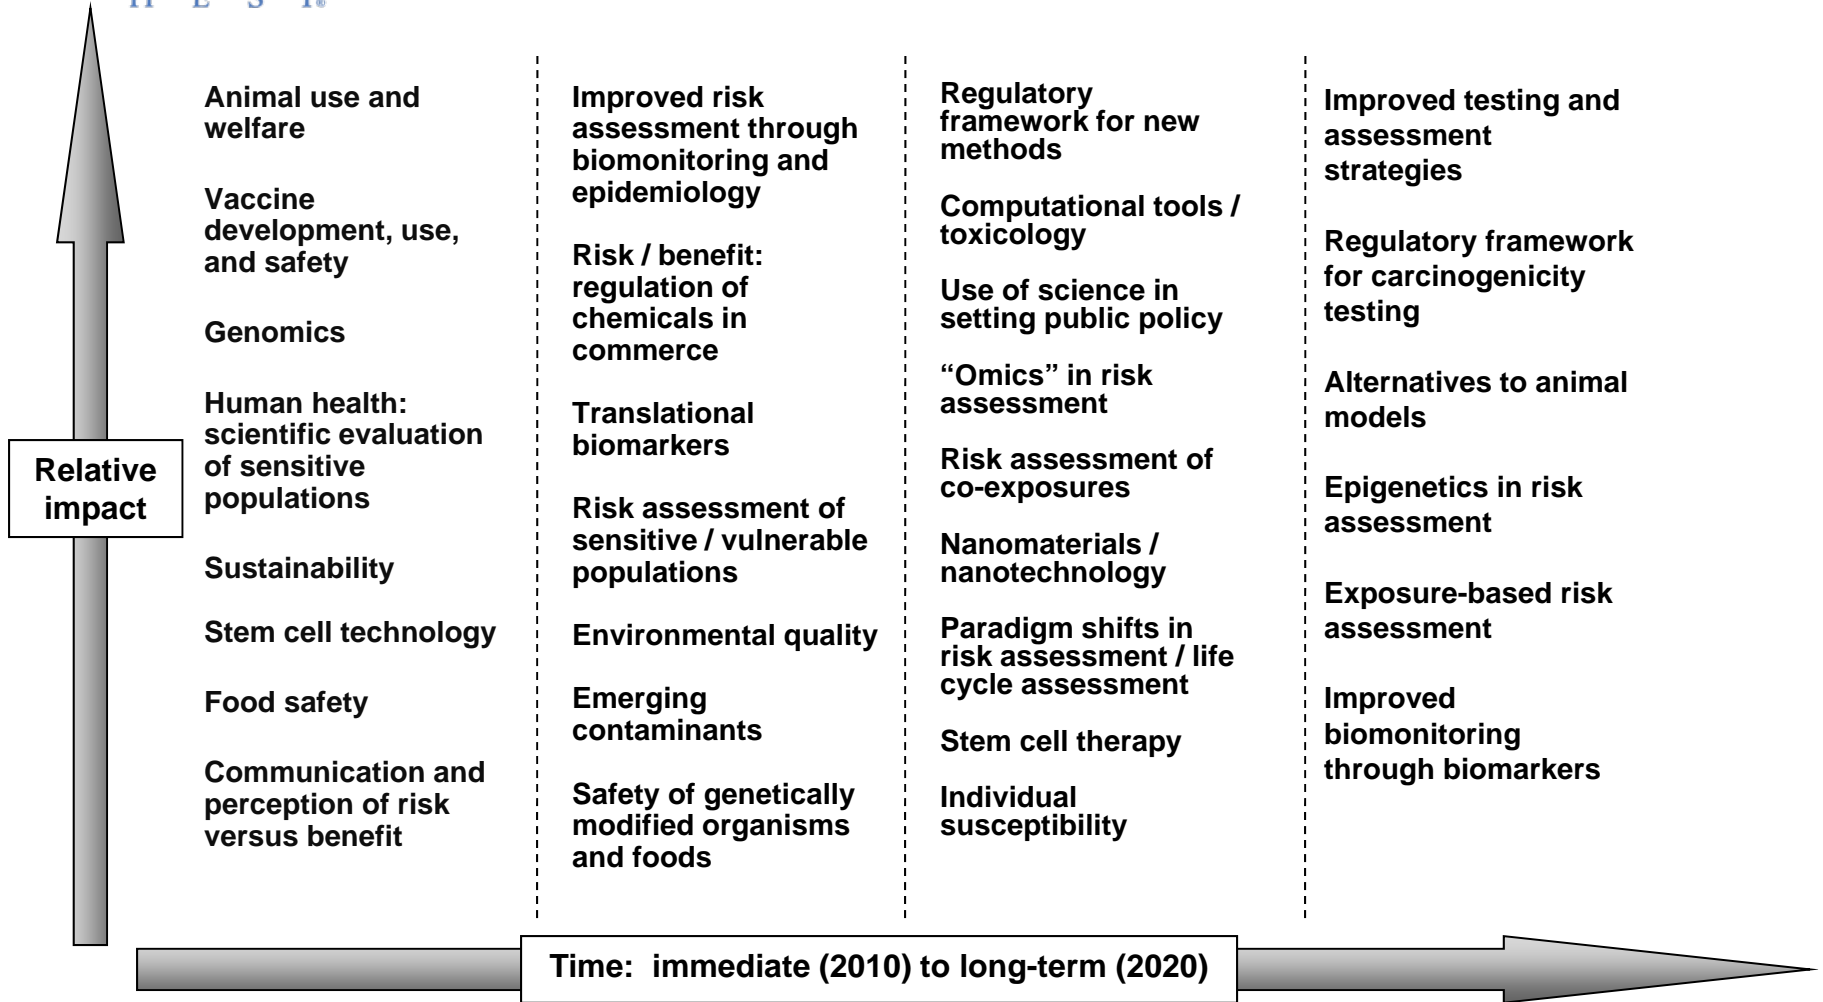 H E S I®
Animal use and
welfare
Vaccine
development, use,
and safety
Genomics
Human health:
scientific evaluation
of sensitive
populations
Sustainability
Stem cell technology
Food safety
Communication and
perception of risk
versus benefit
Improved risk
assessment through
biomonitoring and
epidemiology
Risk / benefit:
regulation of
chemicals in
commerce
Translational
biomarkers
Risk assessment of
sensitive / vulnerable
populations
Environmental quality
Emerging
contaminants
Safety of genetically
modified organisms
and foods
Regulatory
framework for new
methods
Computational tools /
toxicology
Use of science in
setting public policy
“Omics” in risk
assessment
Risk assessment of
co-exposures
Nanomaterials /
nanotechnology
Paradigm shifts in
risk assessment / life
cycle assessment
Stem cell therapy
Individual
susceptibility
Improved testing and
assessment
strategies
Regulatory framework
for carcinogenicity
testing
Alternatives to animal
models
Epigenetics in risk
assessment
Exposure-based risk
assessment
Improved
biomonitoring
through biomarkers
Relative
impact
Time: immediate (2010) to long-term (2020)